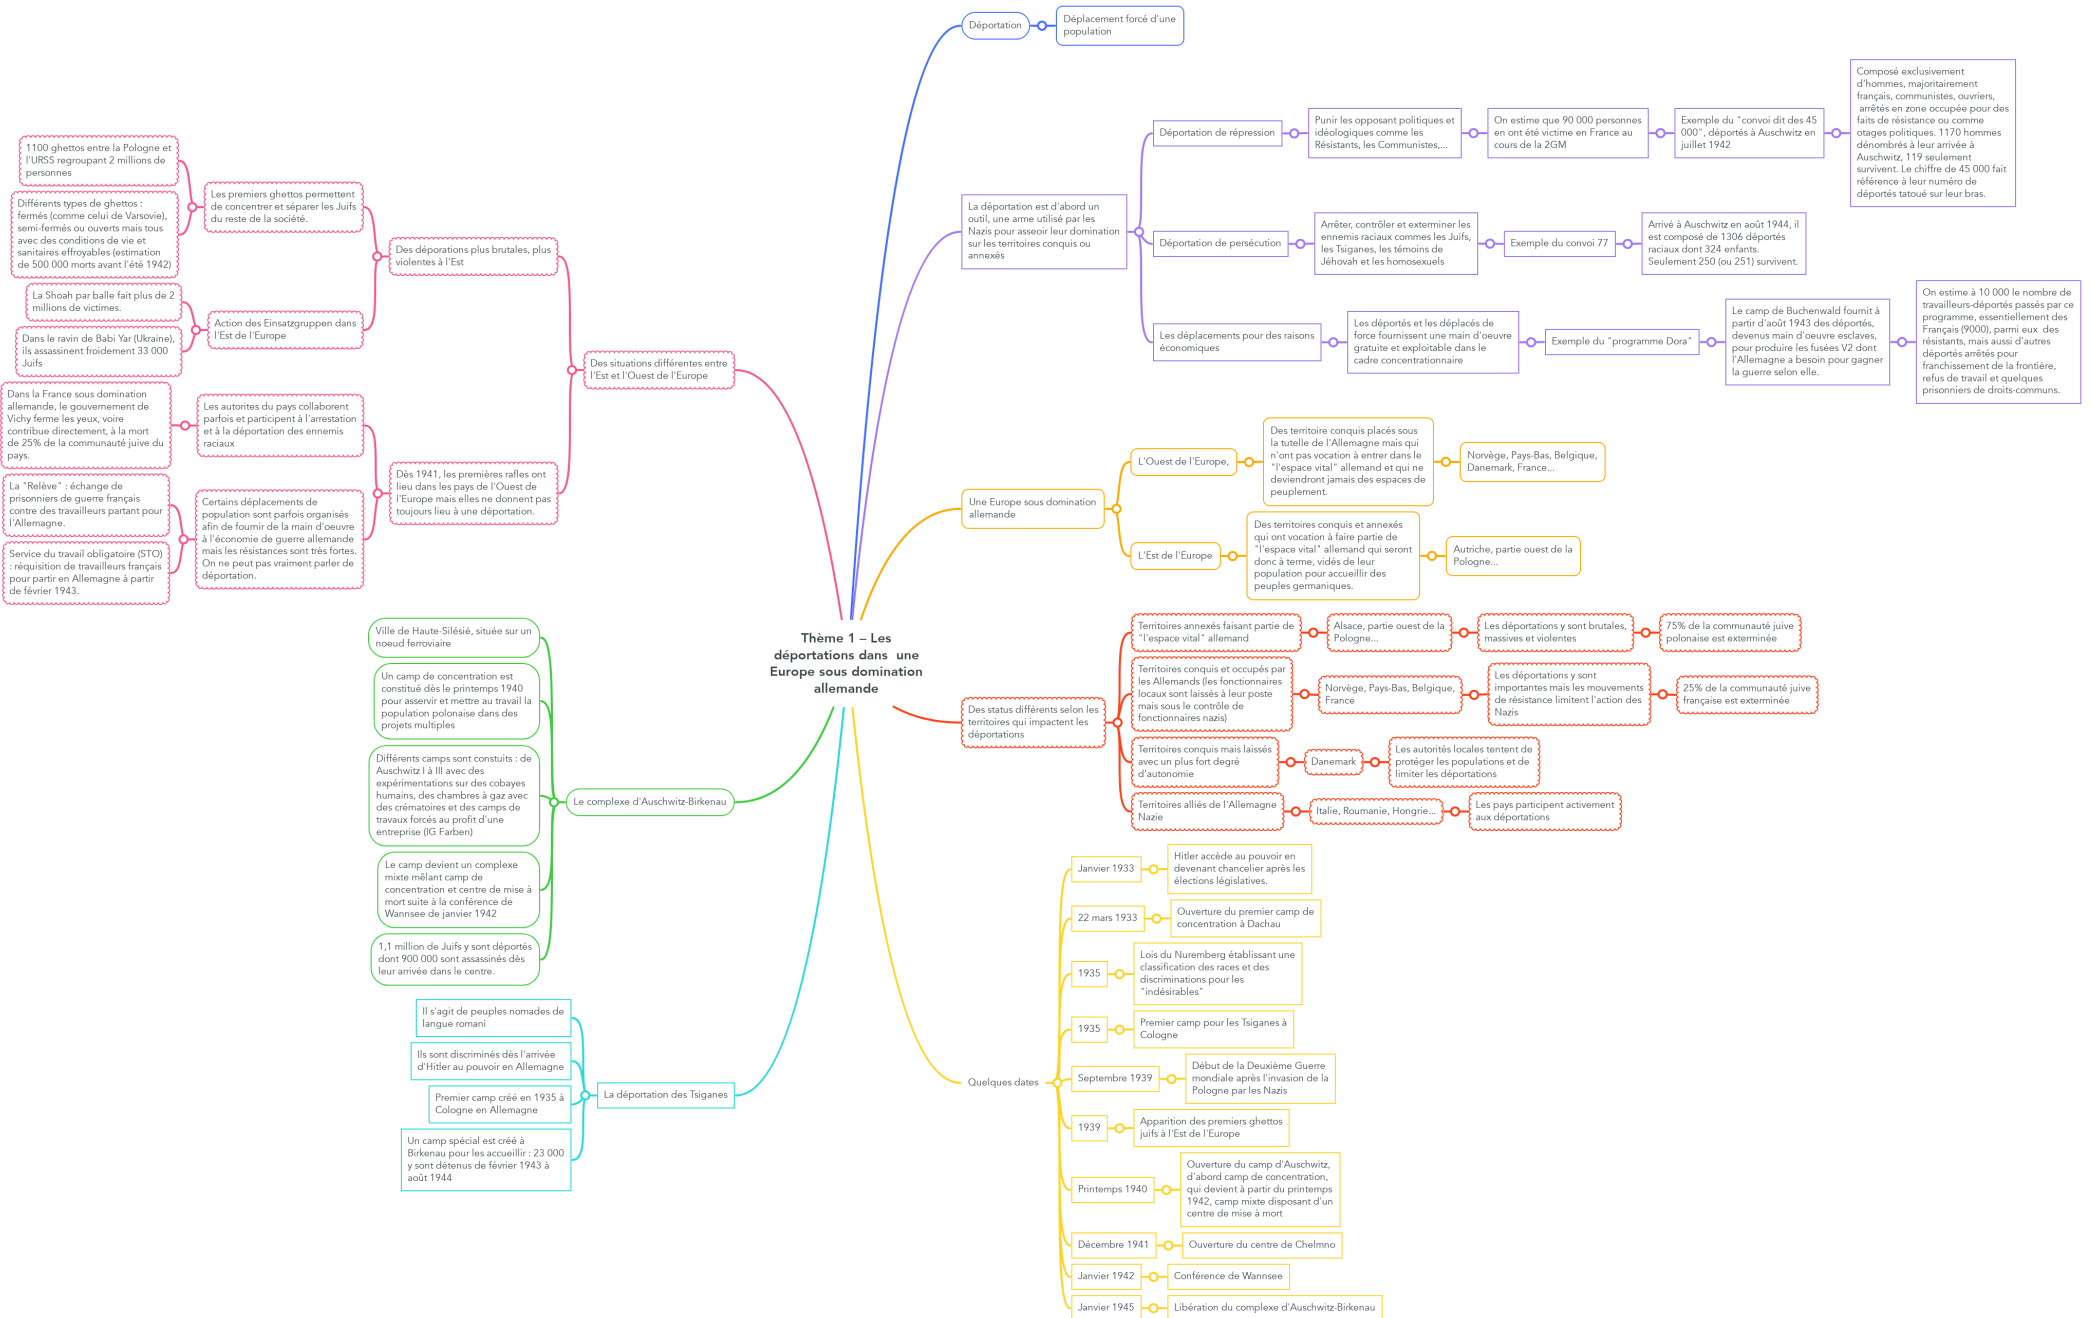 Thème 1 – Les
déportations dans  une
Europe sous domination
allemande
Déportation
Déplacement forcé d'une
population
La déportation est d'abord un
outil, une arme utilisé par les
Nazis pour asseoir leur domination
sur les territoires conquis ou
annexés
Déportation de répression
Punir les opposant politiques et
idéologiques comme les
Résistants, les Communistes,...
On estime que 90 000 personnes
en ont été victime en France au
cours de la 2GM
Exemple du "convoi dit des 45
000", déportés à Auschwitz en
juillet 1942
Composé exclusivement
d'hommes, majoritairement
français, communistes, ouvriers,
arrêtés en zone occupée pour des
faits de résistance ou comme
otages politiques. 1170 hommes
dénombrés à leur arrivée à
Auschwitz, 119 seulement
survivent. Le chiffre de 45 000 fait
référence à leur numéro de
déportés tatoué sur leur bras.
Déportation de persécution
Arrêter, contrôler et exterminer les
ennemis raciaux commes les Juifs,
les Tsiganes, les témoins de
Jéhovah et les homosexuels
Exemple du convoi 77
Arrivé à Auschwitz en août 1944, il
est composé de 1306 déportés
raciaux dont 324 enfants.
Seulement 250 (ou 251) survivent.
Les déplacements pour des raisons
économiques
Les déportés et les déplacés de
force fournissent une main d'oeuvre
gratuite et exploitable dans le
cadre concentrationnaire
Exemple du "programme Dora"
Le camp de Buchenwald fournit à
partir d'août 1943 des déportés,
devenus main d'oeuvre esclaves,
pour produire les fusées V2 dont
l'Allemagne a besoin pour gagner
la guerre selon elle.
On estime à 10 000 le nombre de
travailleurs-déportés passés par ce
programme, essentiellement des
Français (9000), parmi eux  des
résistants, mais aussi d'autres
déportés arrêtés pour
franchissement de la frontière,
refus de travail et quelques
prisonniers de droits-communs.
Une Europe sous domination
allemande
L'Ouest de l'Europe,
Des territoire conquis placés sous
la tutelle de l'Allemagne mais qui
n'ont pas vocation à entrer dans le
"l'espace vital" allemand et qui ne
deviendront jamais des espaces de
peuplement.
Norvège, Pays-Bas, Belgique,
Danemark, France...
L'Est de l'Europe
Des territoires conquis et annexés
qui ont vocation à faire partie de
"l'espace vital" allemand qui seront
donc à terme, vidés de leur
population pour accueillir des
peuples germaniques.
Autriche, partie ouest de la
Pologne...
Des status différents selon les
territoires qui impactent les
déportations
Territoires annexés faisant partie de
"l'espace vital" allemand
Alsace, partie ouest de la
Pologne...
Les déportations y sont brutales,
massives et violentes
75% de la communauté juive
polonaise est exterminée
Territoires conquis et occupés par
les Allemands (les fonctionnaires
locaux sont laissés à leur poste
mais sous le contrôle de
fonctionnaires nazis)
Norvège, Pays-Bas, Belgique,
France
Les déportations y sont
importantes mais les mouvements
de résistance limitent l'action des
Nazis
25% de la communauté juive
française est exterminée
Territoires conquis mais laissés
avec un plus fort degré
d'autonomie
Danemark
Les autorités locales tentent de
protéger les populations et de
limiter les déportations
Territoires alliés de l'Allemagne
Nazie
Italie, Roumanie, Hongrie...
Les pays participent activement
aux déportations
Quelques dates
Janvier 1933
Hitler accède au pouvoir en
devenant chancelier après les
élections législatives.
22 mars 1933
Ouverture du premier camp de
concentration à Dachau
1935
Lois du Nuremberg établissant une
classification des races et des
discriminations pour les
"indésirables"
1935
Premier camp pour les Tsiganes à
Cologne
Septembre 1939
Début de la Deuxième Guerre
mondiale après l'invasion de la
Pologne par les Nazis
1939
Apparition des premiers ghettos
juifs à l'Est de l'Europe
Printemps 1940
Ouverture du camp d'Auschwitz,
d'abord camp de concentration,
qui devient à partir du printemps
1942, camp mixte disposant d'un
centre de mise à mort
Décembre 1941
Ouverture du centre de Chelmno
Janvier 1942
Conférence de Wannsee
Janvier 1945
Libération du complexe d'Auschwitz-Birkenau
Des situations différentes entre
l'Est et l'Ouest de l'Europe
Des déporations plus brutales, plus
violentes à l'Est
Les premiers ghettos permettent
de concentrer et séparer les Juifs
du reste de la société.
1100 ghettos entre la Pologne et
l'URSS regroupant 2 millions de
personnes
Différents types de ghettos :
fermés (comme celui de Varsovie),
semi-fermés ou ouverts mais tous
avec des conditions de vie et
sanitaires effroyables (estimation
de 500 000 morts avant l'été 1942)
Action des Einsatzgruppen dans
l'Est de l'Europe
La Shoah par balle fait plus de 2
millions de victimes.
Dans le ravin de Babi Yar (Ukraine),
ils assassinent froidement 33 000
Juifs
Dès 1941, les premières rafles ont
lieu dans les pays de l'Ouest de
l'Europe mais elles ne donnent pas
toujours lieu à une déportation.
Les autorites du pays collaborent
parfois et participent à l'arrestation
et à la déportation des ennemis
raciaux
Dans la France sous domination
allemande, le gouvernement de
Vichy ferme les yeux, voire
contribue directement, à la mort
de 25% de la communauté juive du
pays.
Certains déplacements de
population sont parfois organisés
afin de fournir de la main d'oeuvre
à l'économie de guerre allemande
mais les résistances sont très fortes.
On ne peut pas vraiment parler de
déportation.
La "Relève" : échange de
prisonniers de guerre français
contre des travailleurs partant pour
l'Allemagne.
Service du travail obligatoire (STO)
: réquisition de travailleurs français
pour partir en Allemagne à partir
de février 1943.
Le complexe d'Auschwitz-Birkenau
Ville de Haute-Silésié, située sur un
noeud ferroviaire
Un camp de concentration est
constitué dès le printemps 1940
pour asservir et mettre au travail la
population polonaise dans des
projets multiples
Différents camps sont constuits : de
Auschwitz I à III avec des
expérimentations sur des cobayes
humains, des chambres à gaz avec
des crématoires et des camps de
travaux forcés au profit d'une
entreprise (IG Farben)
Le camp devient un complexe
mixte mêlant camp de
concentration et centre de mise à
mort suite à la conférence de
Wannsee de janvier 1942
1,1 million de Juifs y sont déportés
dont 900 000 sont assassinés dès
leur arrivée dans le centre.
La déportation des Tsiganes
Il s'agit de peuples nomades de
langue romani
Ils sont discriminés dès l'arrivée
d'Hitler au pouvoir en Allemagne
Premier camp créé en 1935 à
Cologne en Allemagne
Un camp spécial est créé à
Birkenau pour les accueillir : 23 000
y sont détenus de février 1943 à
août 1944